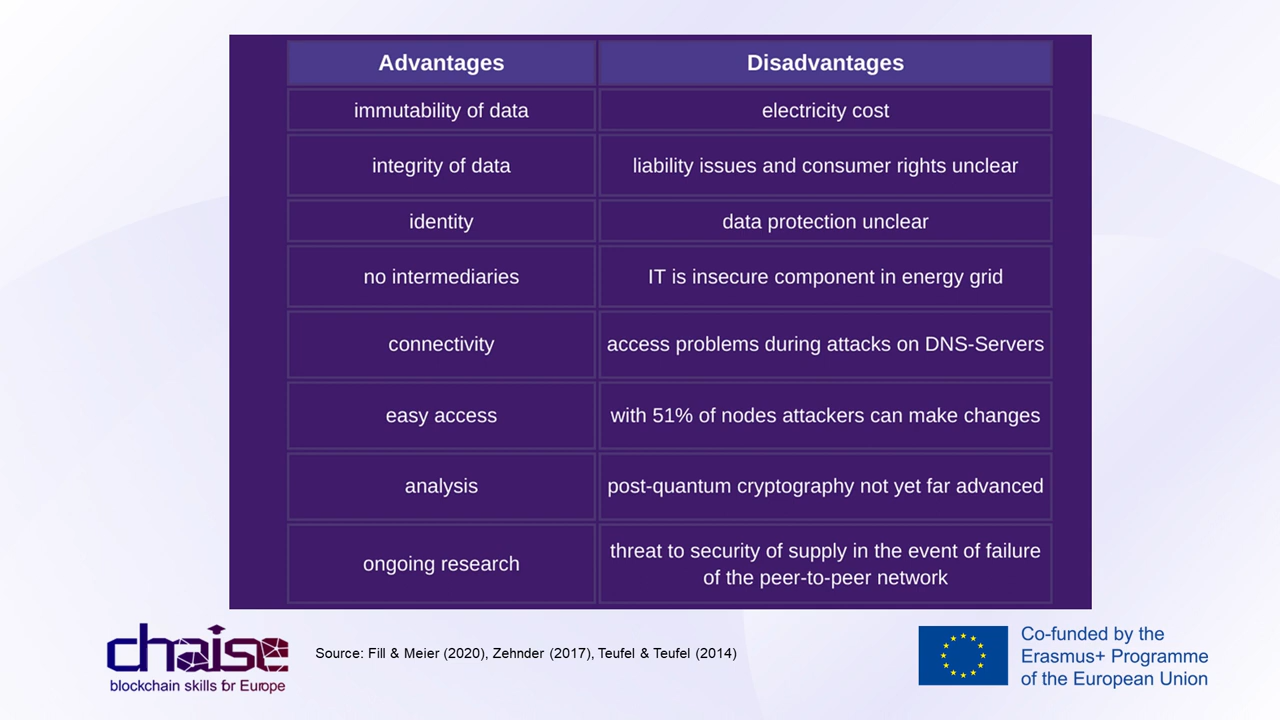 Advantages
Disadvantages
immutability of data
electricity cost
integrity of data
liability issues and consumer rights unclear
identity
data protection unclear
no intermediaries
IT is insecure component in energy grid
connectivity
access problems during attacks on DNS-Servers
easy access
with 51% of nodes attackers can make changes
analysis
post-quantum cryptography not yet far advanced
ongoing research
threat to security of supply in the event of failure
of the peer-to-peer network
chaise
blockchain skills for Europe
Source: Fill & Meier (2020), Zehnder (2017), Teufel & Teufel (2014)
Co-funded by the
Erasmus+ Programme
of the European Union